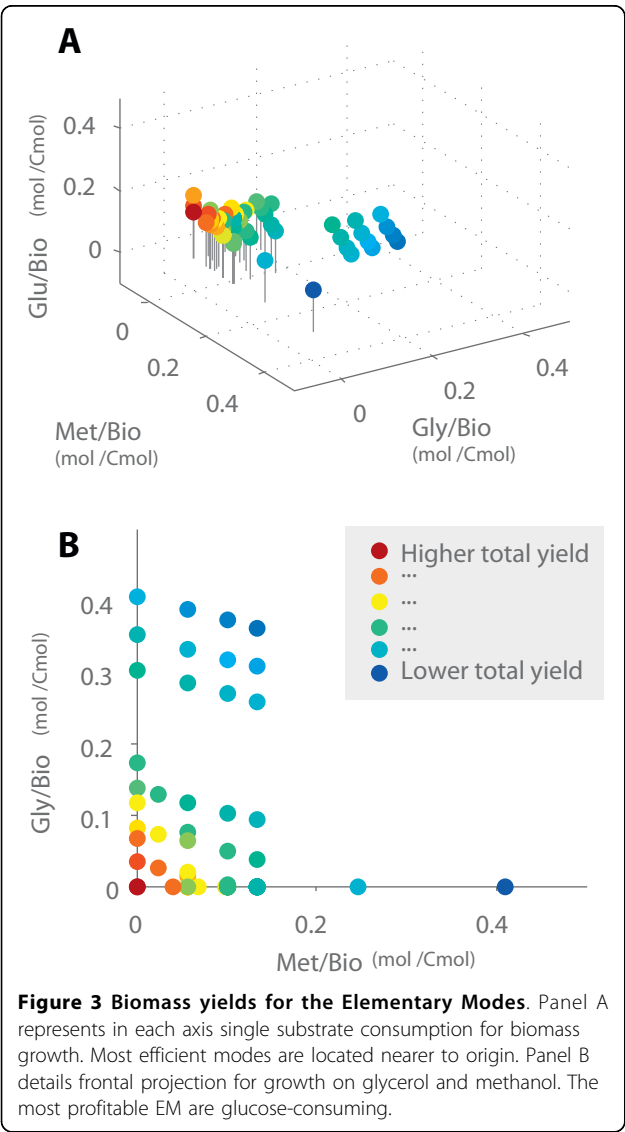 A
Glu/Bio (mol /Cmol)
0.4
0.2
0
0
0.2
0.4
Met/Bio
(mol /Cmol)
0
0.2
0.4
Gly/Bio
(mol /Cmol)
B
Gly/Bio (mol /Cmol)
0.4
0.3
0.2
0.1
0
0
0.2
0.4
Met/Bio (mol /Cmol)
Higher total yield
...
...
...
...
Lower total yield
Figure 3 Biomass yields for the Elementary Modes. Panel A
represents in each axis single substrate consumption for biomass
growth. Most efficient modes are located nearer to origin. Panel B
details frontal projection for growth on glycerol and methanol. The
most profitable EM are glucose-consuming.